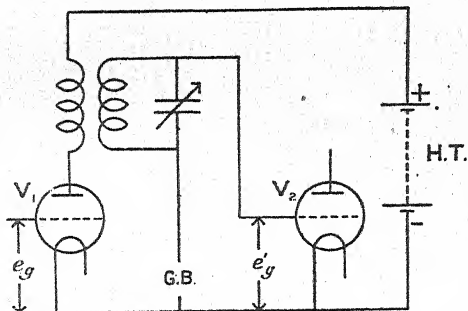 +
H.T.
-
V₁
V₂
e_g
G.B.
e'_g